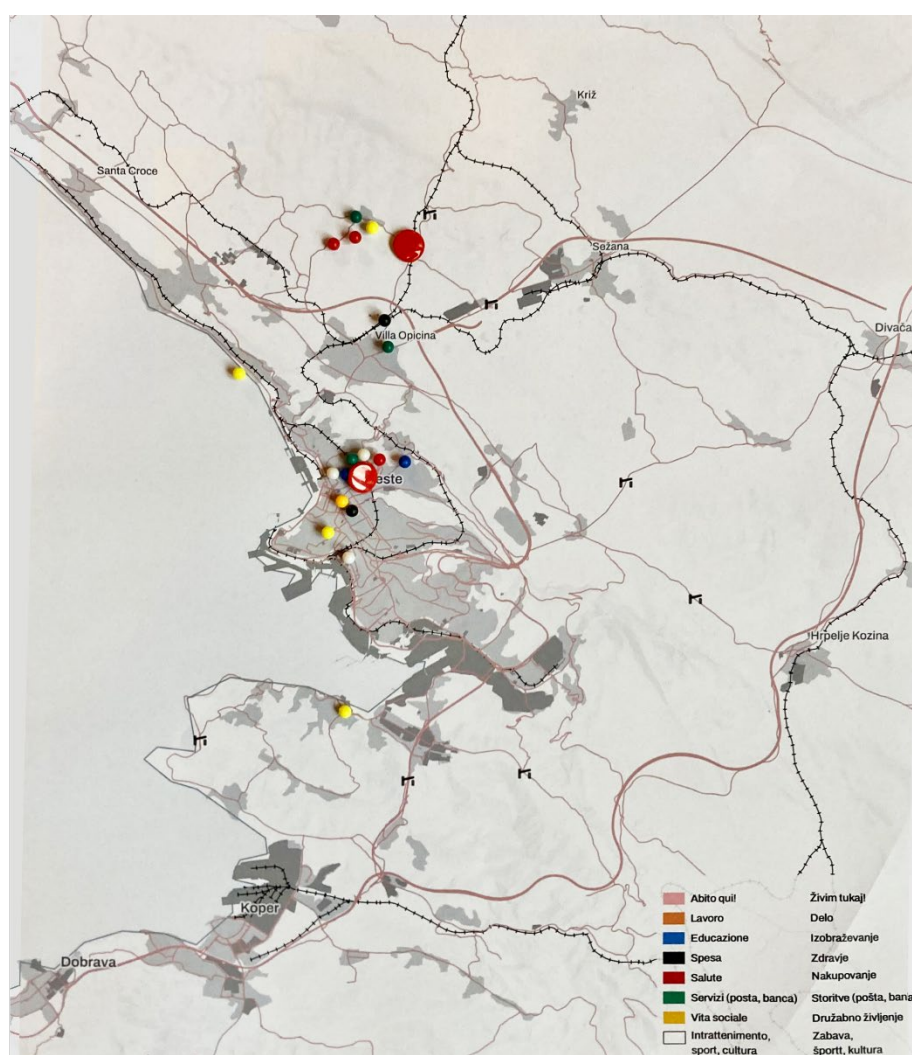 Križ
Santa Croce
Sežana
Villa Opicina
Divača
este
Hrpelje Kozina
Koper
Dobrava
Abito qui! Živim tukaj!
Lavoro Delo
Educazione Izobraževanje
Spesa Zdravje
Salute Nakupovanje
Servizi (posta, banca) Storitve (pošta, bana
Vita sociale Družabno življenje
Intrattenimento, Zabava,
sport, cultura športt, kultura